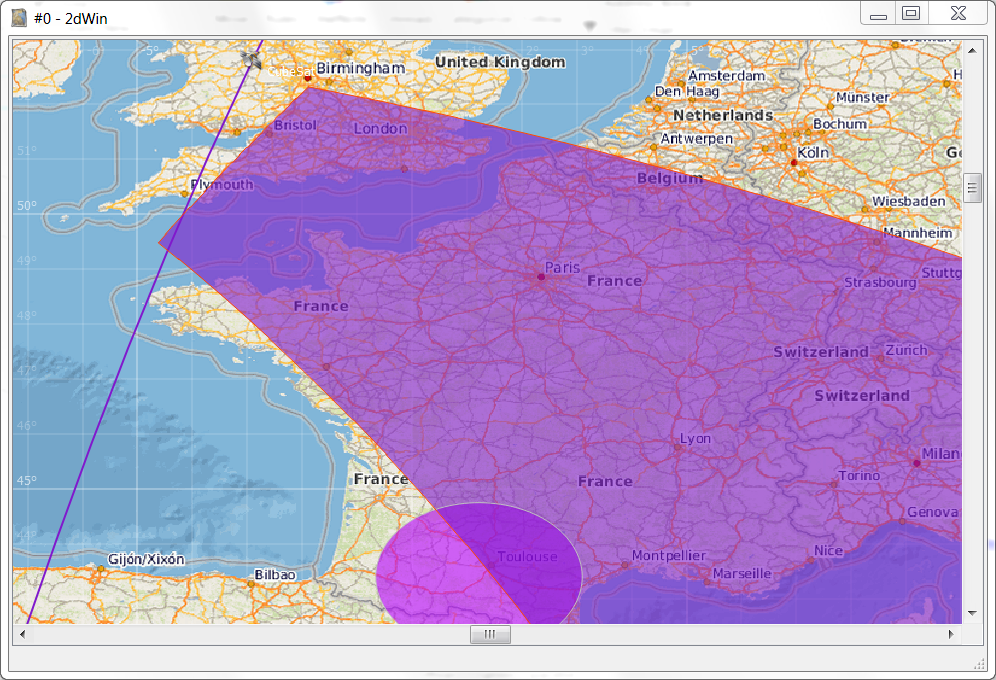 #0 - 2dWin
5°
2°
3°
Birmingham
United Kingdom
CubeSat
Amsterdam
Den Haag
Münster
Netherlands
Bristol
London
Bochum
Antwerpen
Köln
51°
Belgium
Plymouth
50°
Wiesbaden
Mannheim
49°
Paris
France
Stuttg
Strasbourg
France
48°
Switzerland
Zürich
47°
Switzerland
46°
Lyon
Milan
45°
France
France
Torino
Genova
Gijón/Xixón
Toulouse
Montpellier
Nice
Bilbao
Marseille